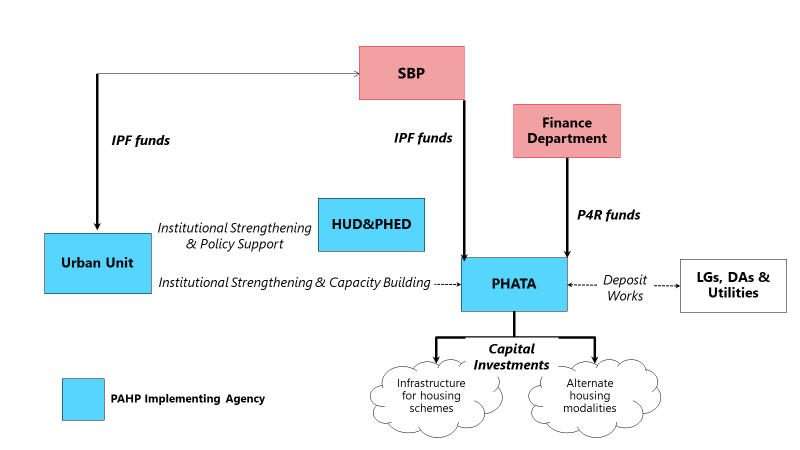 SBP
Finance
Department
IPF funds
IPF funds
P4R funds
HUD&PHED
Institutional Strengthening
& Policy Support
Urban Unit
Institutional Strengthening & Capacity Building
PHATA
Deposit
Works
LGs, DAs &
Utilities
Capital
Investments
Infrastructure
for housing
schemes
Alternate
housing
modalities
PAHP Implementing Agency